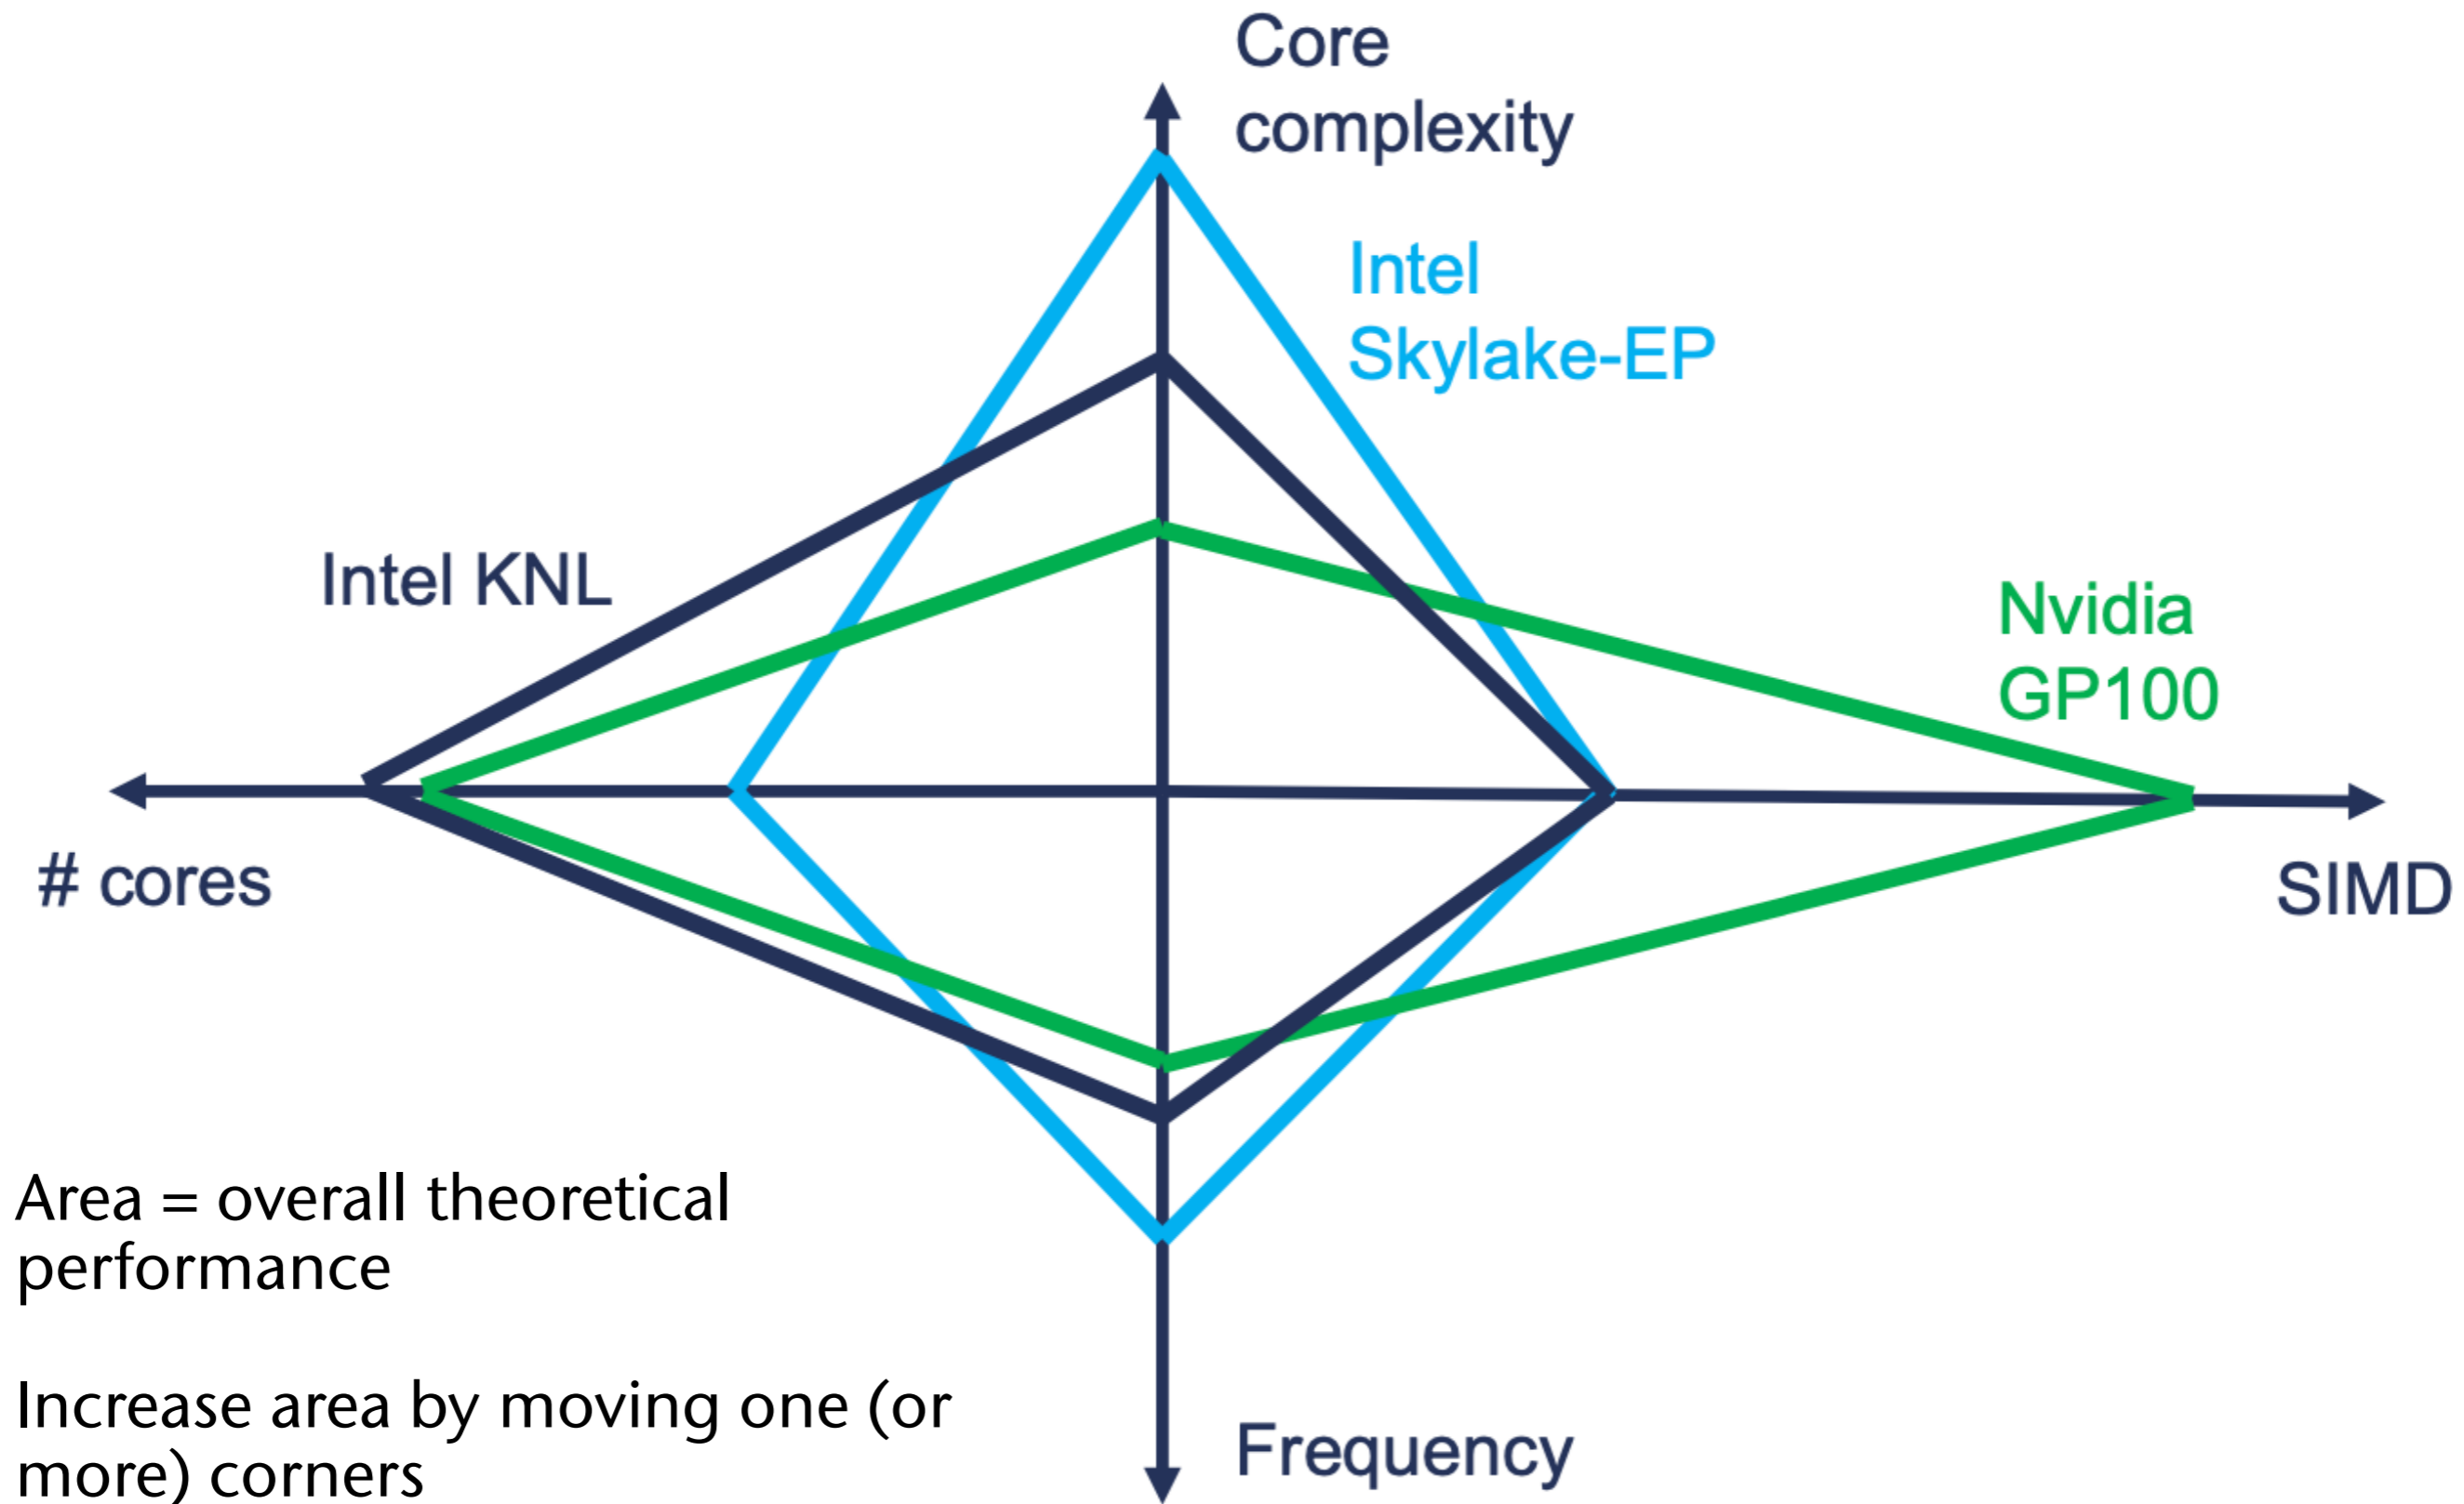 Core
complexity
Intel
Skylake-EP
Intel KNL
Nvidia
GP100
# cores
SIMD
Area = overall theoretical
performance
Increase area by moving one (or
more) corners
Frequency